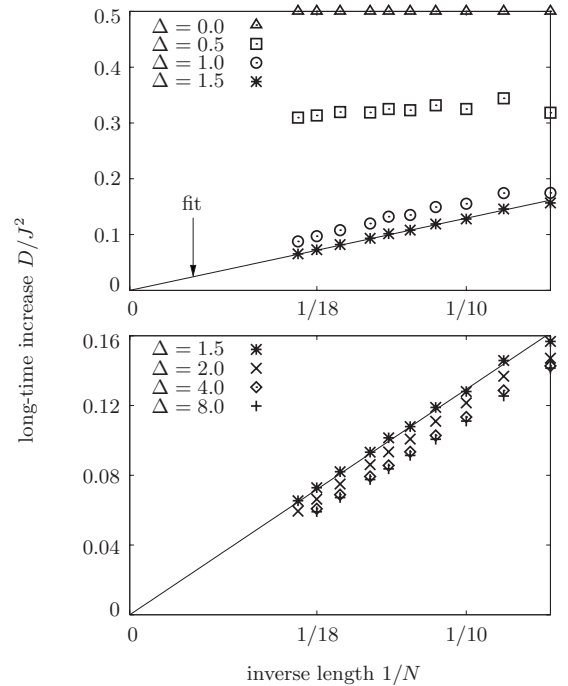 0.5
Δ = 0.0
Δ = 0.5
Δ = 1.0
Δ = 1.5
0.4
0.3
0.2
fit
0.1
0
0 1/18 1/10
long-time increase D/J²
0.16
Δ = 1.5
Δ = 2.0
Δ = 4.0
Δ = 8.0
0.12
0.08
0.04
0
0 1/18 1/10
inverse length 1/N